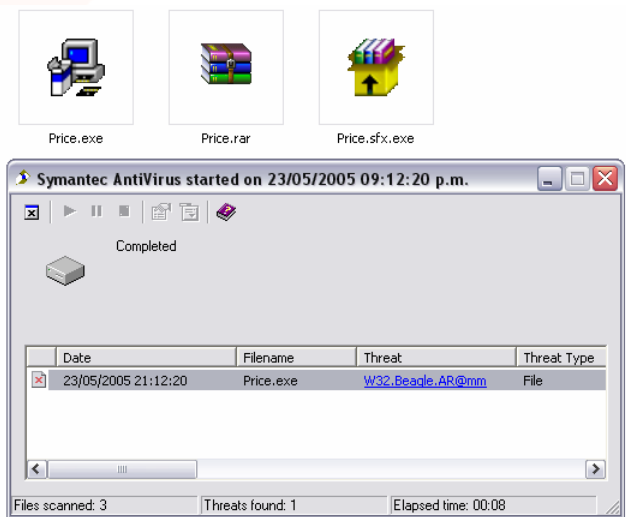 Price.exe Price.rar Price.sfx.exe
Symantec AntiVirus started on 23/05/2005 09:12:20 p.m.
Completed
Date Filename Threat Threat Type
23/05/2005 21:12:20 Price.exe W32.Beagle.AR@mm File
Files scanned: 3 Threats found: 1 Elapsed time: 00:08